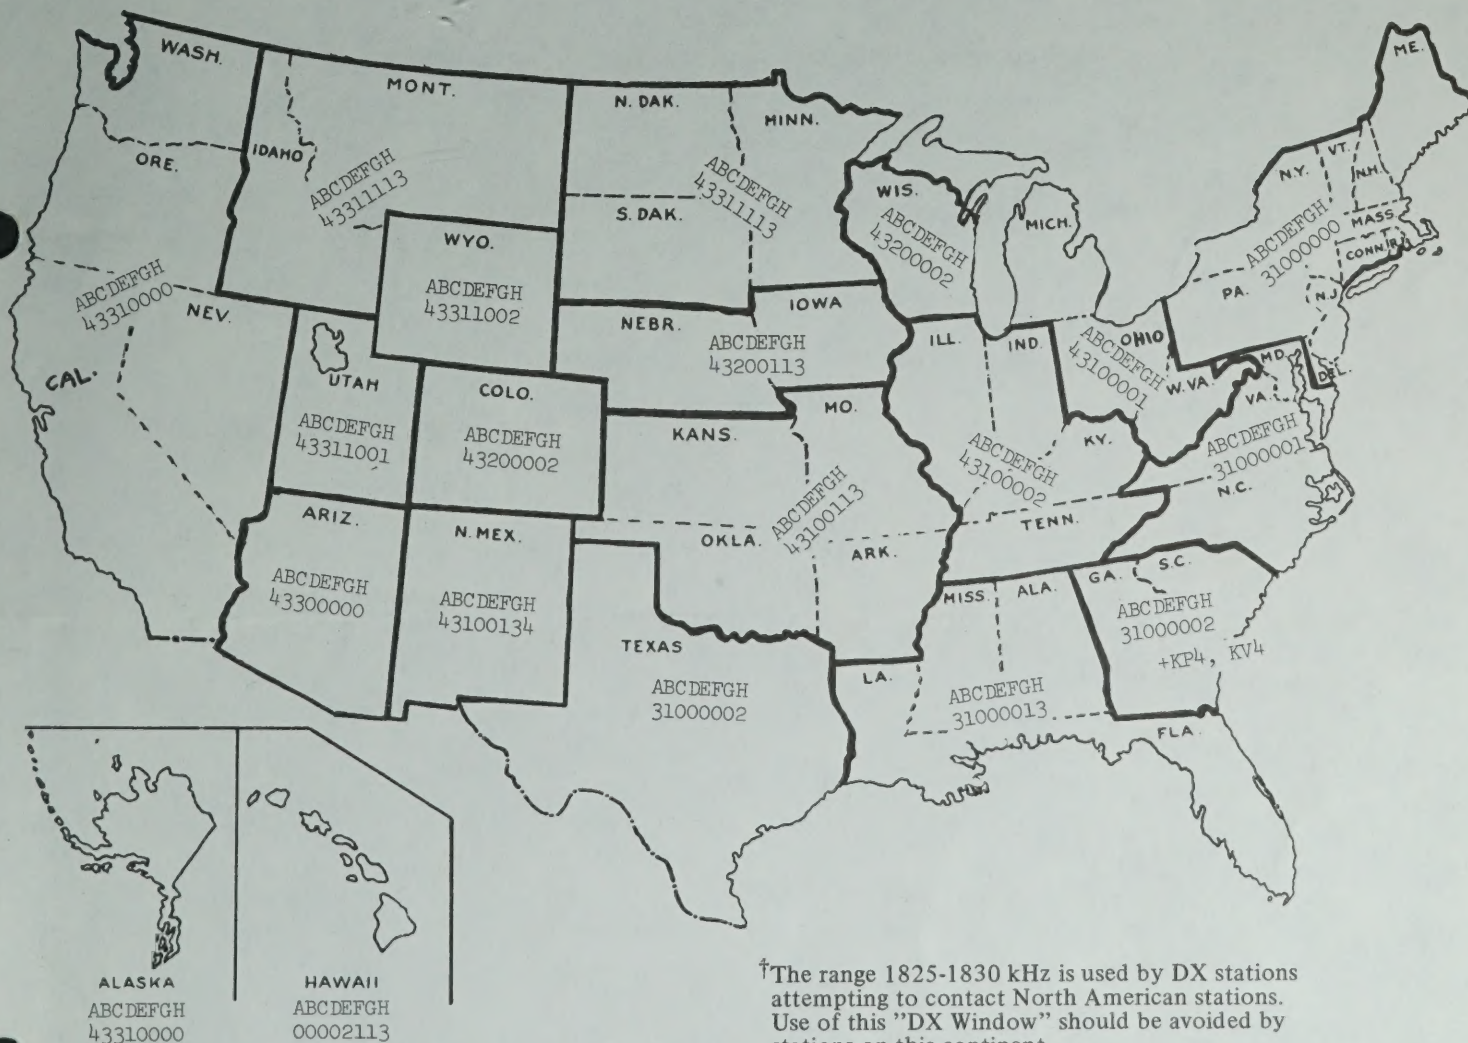 WASH.
MONT.
N. DAK.
MINN.
ME.
ORE.
IDAHO
ABCDEFGH
43311113
ABCDEFGH
43311113
S. DAK.
WIS.
ABCDEFGH
43200002
MICH.
N.Y.
VT.
N.H.
MASS.
CONN.
R.I.
ABCDEFGH
31000000
WYO.
ABCDEFGH
43311002
ABCDEFGH
43310000
NEV.
CAL.
NEBR.
IOWA
ABCDEFGH
43200113
ILL.
IND.
OHIO
ABCDEFGH
43100001
PA.
N.J.
MD.
DEL.
W.VA.
VA.
ABCDEFGH
31000001
UTAH
ABCDEFGH
43311001
COLO.
ABCDEFGH
43200002
KANS.
MO.
ABCDEFGH
43100113
KY.
ABCDEFGH
43100002
N.C.
TENN.
ARIZ.
ABCDEFGH
43300000
N.MEX.
ABCDEFGH
43100134
OKLA.
ARK.
MISS.
ALA.
GA.
S.C.
ABCDEFGH
31000002
+KP4, KV4
TEXAS
ABCDEFGH
31000002
LA.
ABCDEFGH
31000013
FLA.
ALASKA
ABCDEFGH
43310000
HAWAII
ABCDEFGH
00002113
†The range 1825-1830 kHz is used by DX stations
attempting to contact North American stations.
Use of this "DX Window" should be avoided by
stations on this continent